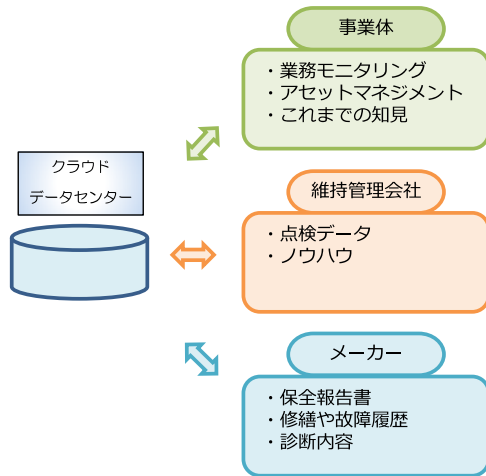 事業体
・業務モニタリング
・アセットマネジメント
・これまでの知見
クラウド
データセンター
維持管理会社
・点検データ
・ノウハウ
メーカー
・保全報告書
・修繕や故障履歴
・診断内容